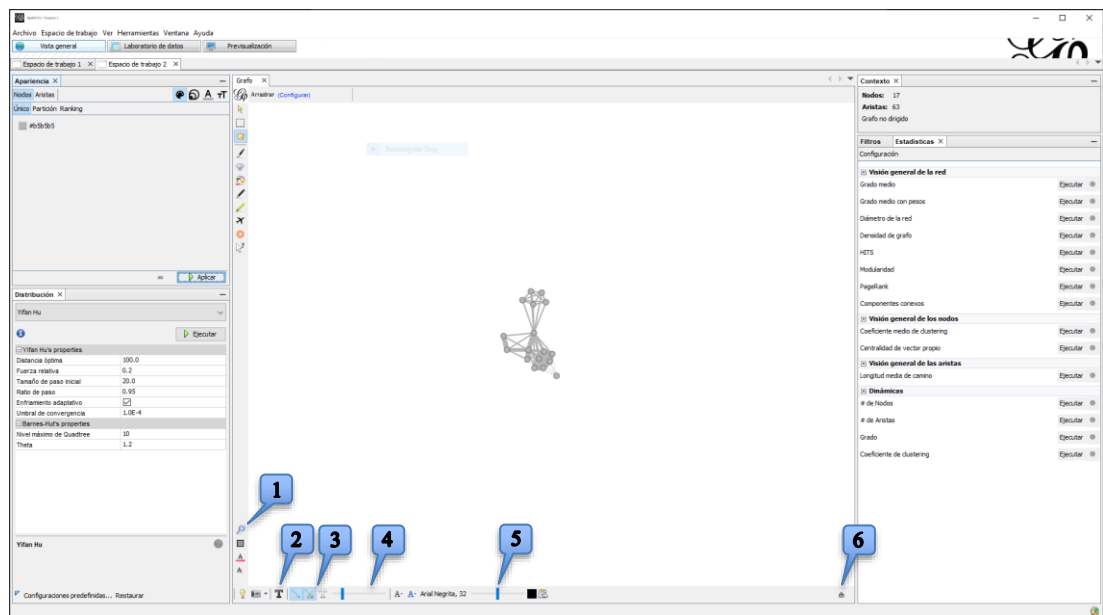 Archivo Espacio de trabajo Ver Herramientas Ventana Ayuda
Vista general Laboratorio de datos Previsualización
Espacio de trabajo 1 × Espacio de trabajo 2 ×
Apariencia ×
Nodos Aristas
Único Partición Ranking
#b5b5b5
Aplicar
Distribución ×
Yifan Hu
Ejecutar
Yifan Hu's properties
Distancia óptima 100.0
Fuerza relativa 0.2
Tamaño de paso inicial 20.0
Ratio de paso 0.95
Enfriamiento adaptativo
Umbral de convergencia 1.0E-4
Barnes-Hut's properties
Nivel máximo de Quadtree 10
Theta 1.2
Yifan Hu
Configuraciones predefinidas... Restaurar
Grafo ×
Arrastrar (Configurar)
Rectangular Snip
1
2
3
4
5
6
T
A- A- Arial Negrita, 32
Contexto ×
Nodos: 17
Aristas: 63
Grafo no dirigido
Filtros Estadísticas ×
Configuración
Visión general de la red
Grado medio Ejecutar
Grado medio con pesos Ejecutar
Diámetro de la red Ejecutar
Densidad de grafo Ejecutar
HITS Ejecutar
Modularidad Ejecutar
PageRank Ejecutar
Componentes conexos Ejecutar
Visión general de los nodos
Coeficiente medio de clustering Ejecutar
Centralidad de vector propio Ejecutar
Visión general de las aristas
Longitud media de camino Ejecutar
Dinámicas
# de Nodos Ejecutar
# de Aristas Ejecutar
Grado Ejecutar
Coeficiente de clustering Ejecutar